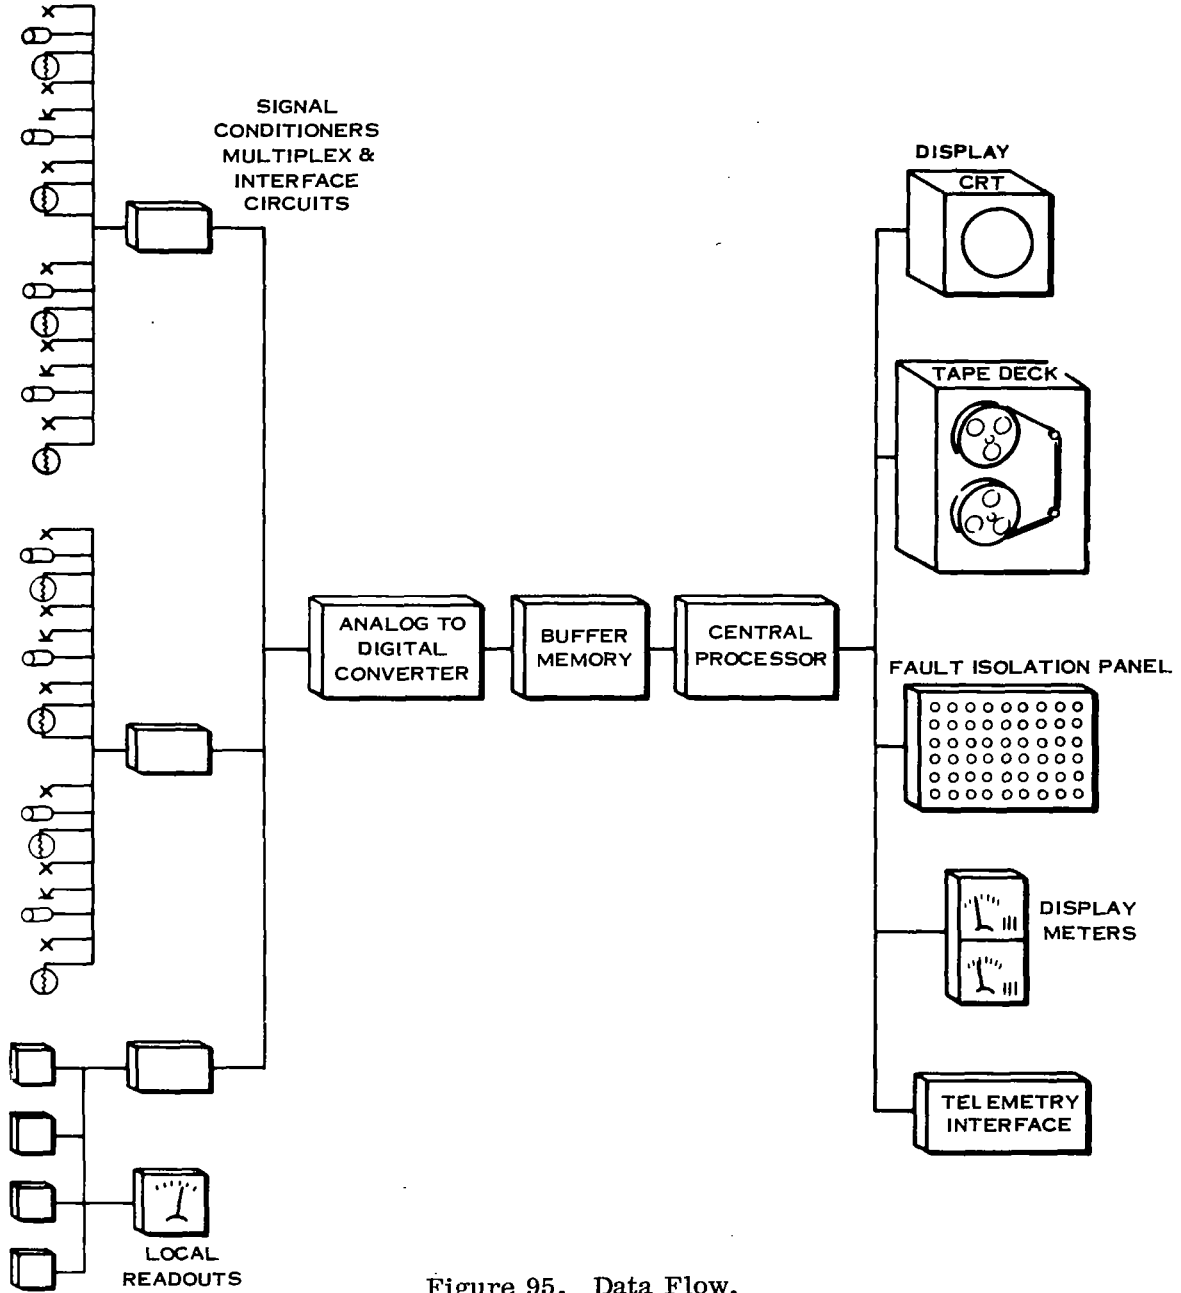 SIGNAL
CONDITIONERS
MULTIPLEX &
INTERFACE
CIRCUITS
DISPLAY
CRT
TAPE DECK
ANALOG TO
DIGITAL
CONVERTER
BUFFER
MEMORY
CENTRAL
PROCESSOR
FAULT ISOLATION PANEL
DISPLAY
METERS
TELEMETRY
INTERFACE
LOCAL
READOUTS
Figure 95. Data Flow.